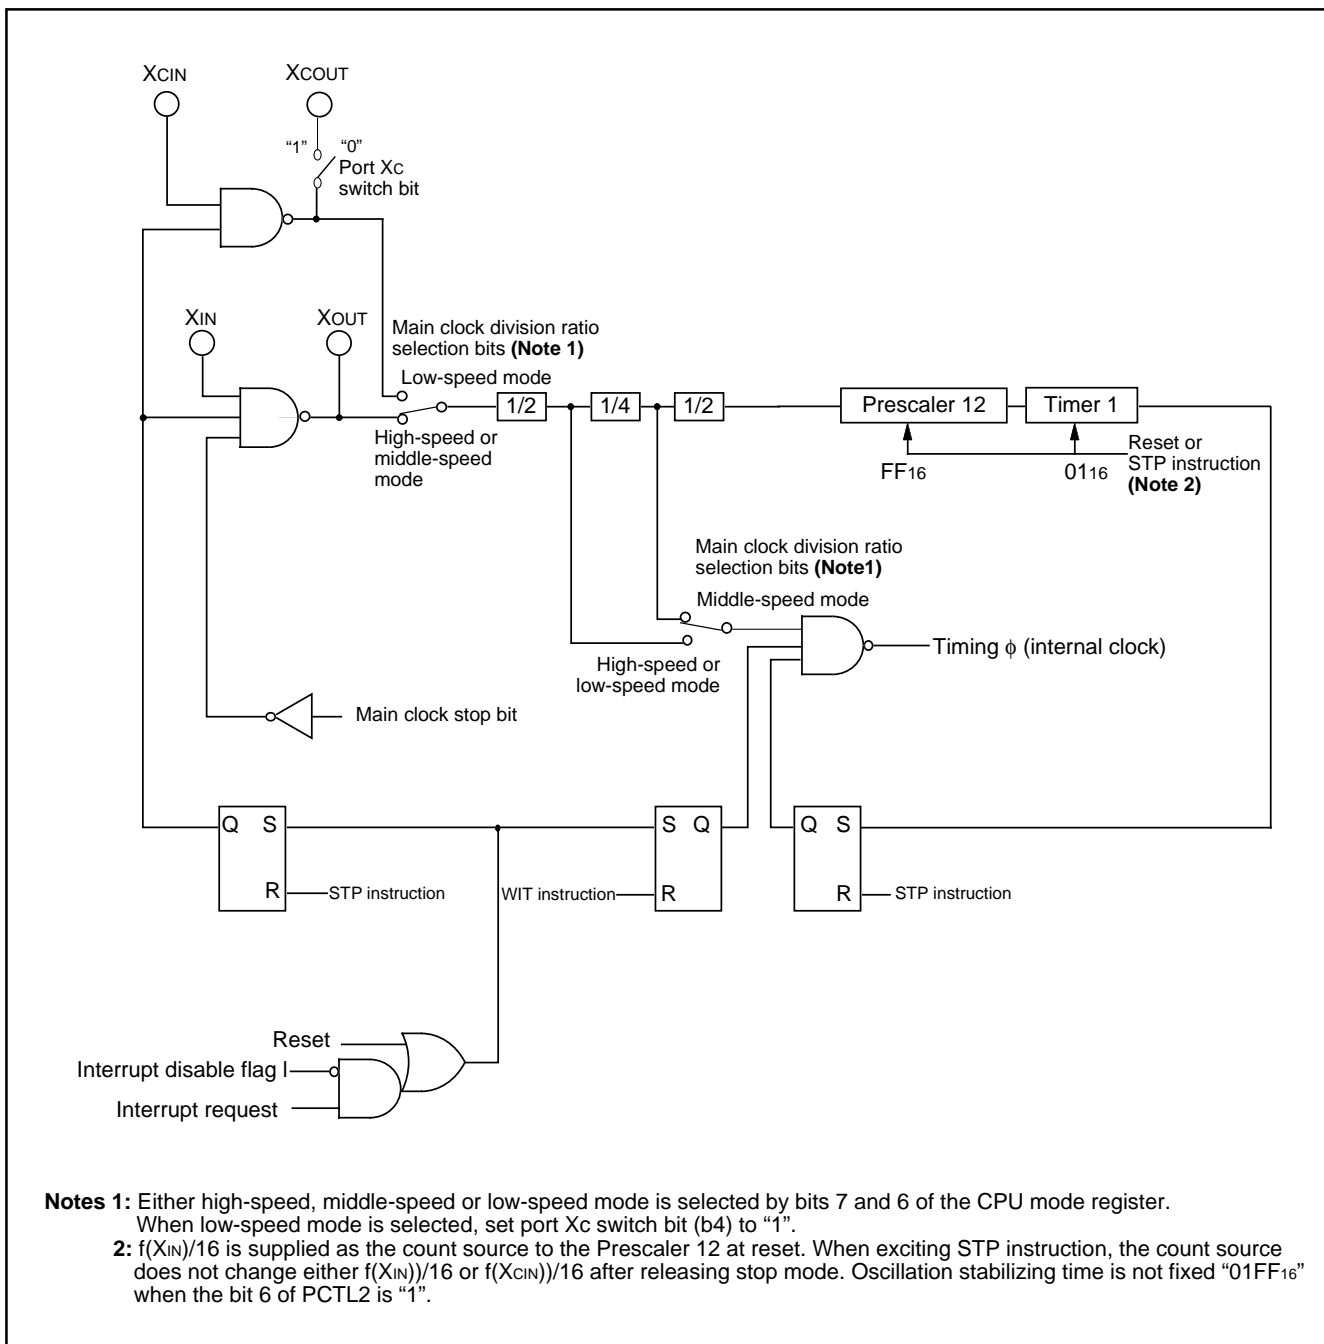 XCIN
XCOUT
“1” “0”
Port XC
switch bit
XIN
XOUT
Main clock division ratio
selection bits (Note 1)
Low-speed mode
1/2
1/4
1/2
Prescaler 12
Timer 1
High-speed or
middle-speed
mode
FF16
0116
Reset or
STP instruction
(Note 2)
Main clock division ratio
selection bits (Note1)
Middle-speed mode
High-speed or
low-speed mode
Timing ϕ (internal clock)
Main clock stop bit
Q S
R
STP instruction
WIT instruction
S Q
R
Q S
R
STP instruction
Reset
Interrupt disable flag I
Interrupt request
Notes 1: Either high-speed, middle-speed or low-speed mode is selected by bits 7 and 6 of the CPU mode register.
When low-speed mode is selected, set port Xc switch bit (b4) to “1”.
2: f(XIN)/16 is supplied as the count source to the Prescaler 12 at reset. When exciting STP instruction, the count source
does not change either f(XIN))/16 or f(XCIN))/16 after releasing stop mode. Oscillation stabilizing time is not fixed “01FF16”
when the bit 6 of PCTL2 is “1”.